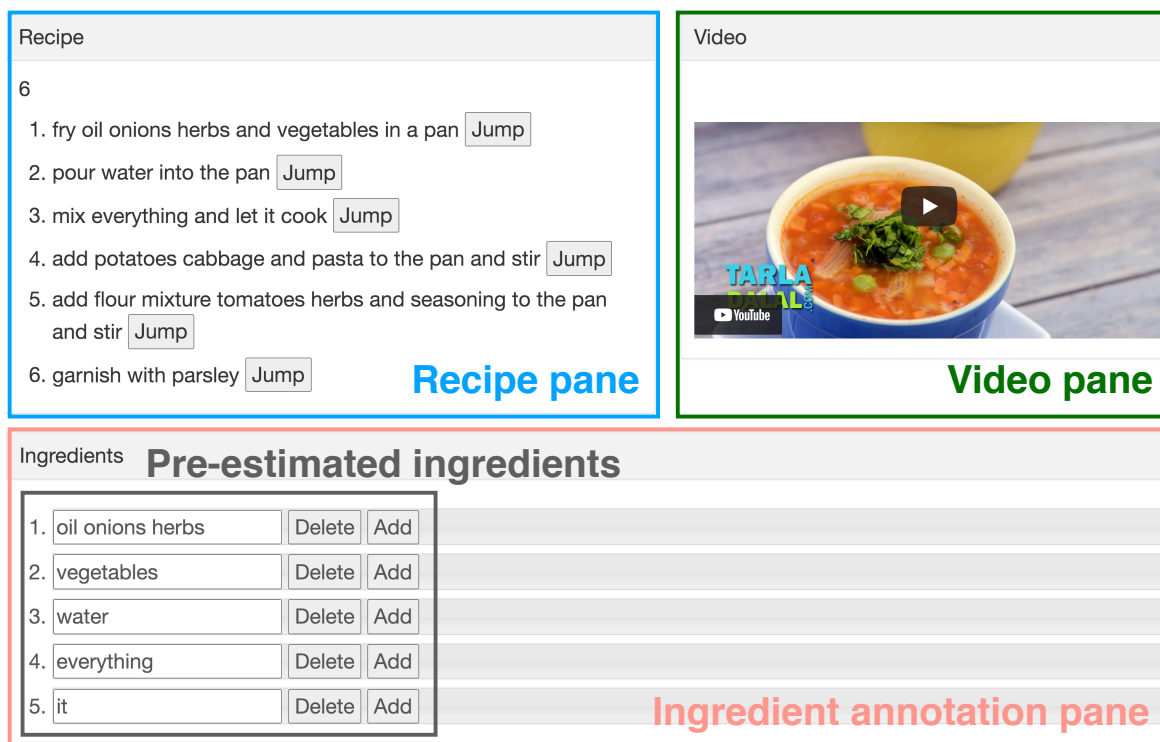 Recipe
6
1. fry oil onions herbs and vegetables in a pan Jump
2. pour water into the pan Jump
3. mix everything and let it cook Jump
4. add potatoes cabbage and pasta to the pan and stir Jump
5. add flour mixture tomatoes herbs and seasoning to the pan
and stir Jump
6. garnish with parsley Jump
Recipe pane
Video
TARLA
DALAL
.COM
YouTube
Video pane
Ingredients
Pre-estimated ingredients
1. oil onions herbs Delete Add
2. vegetables Delete Add
3. water Delete Add
4. everything Delete Add
5. it Delete Add
Ingredient annotation pane